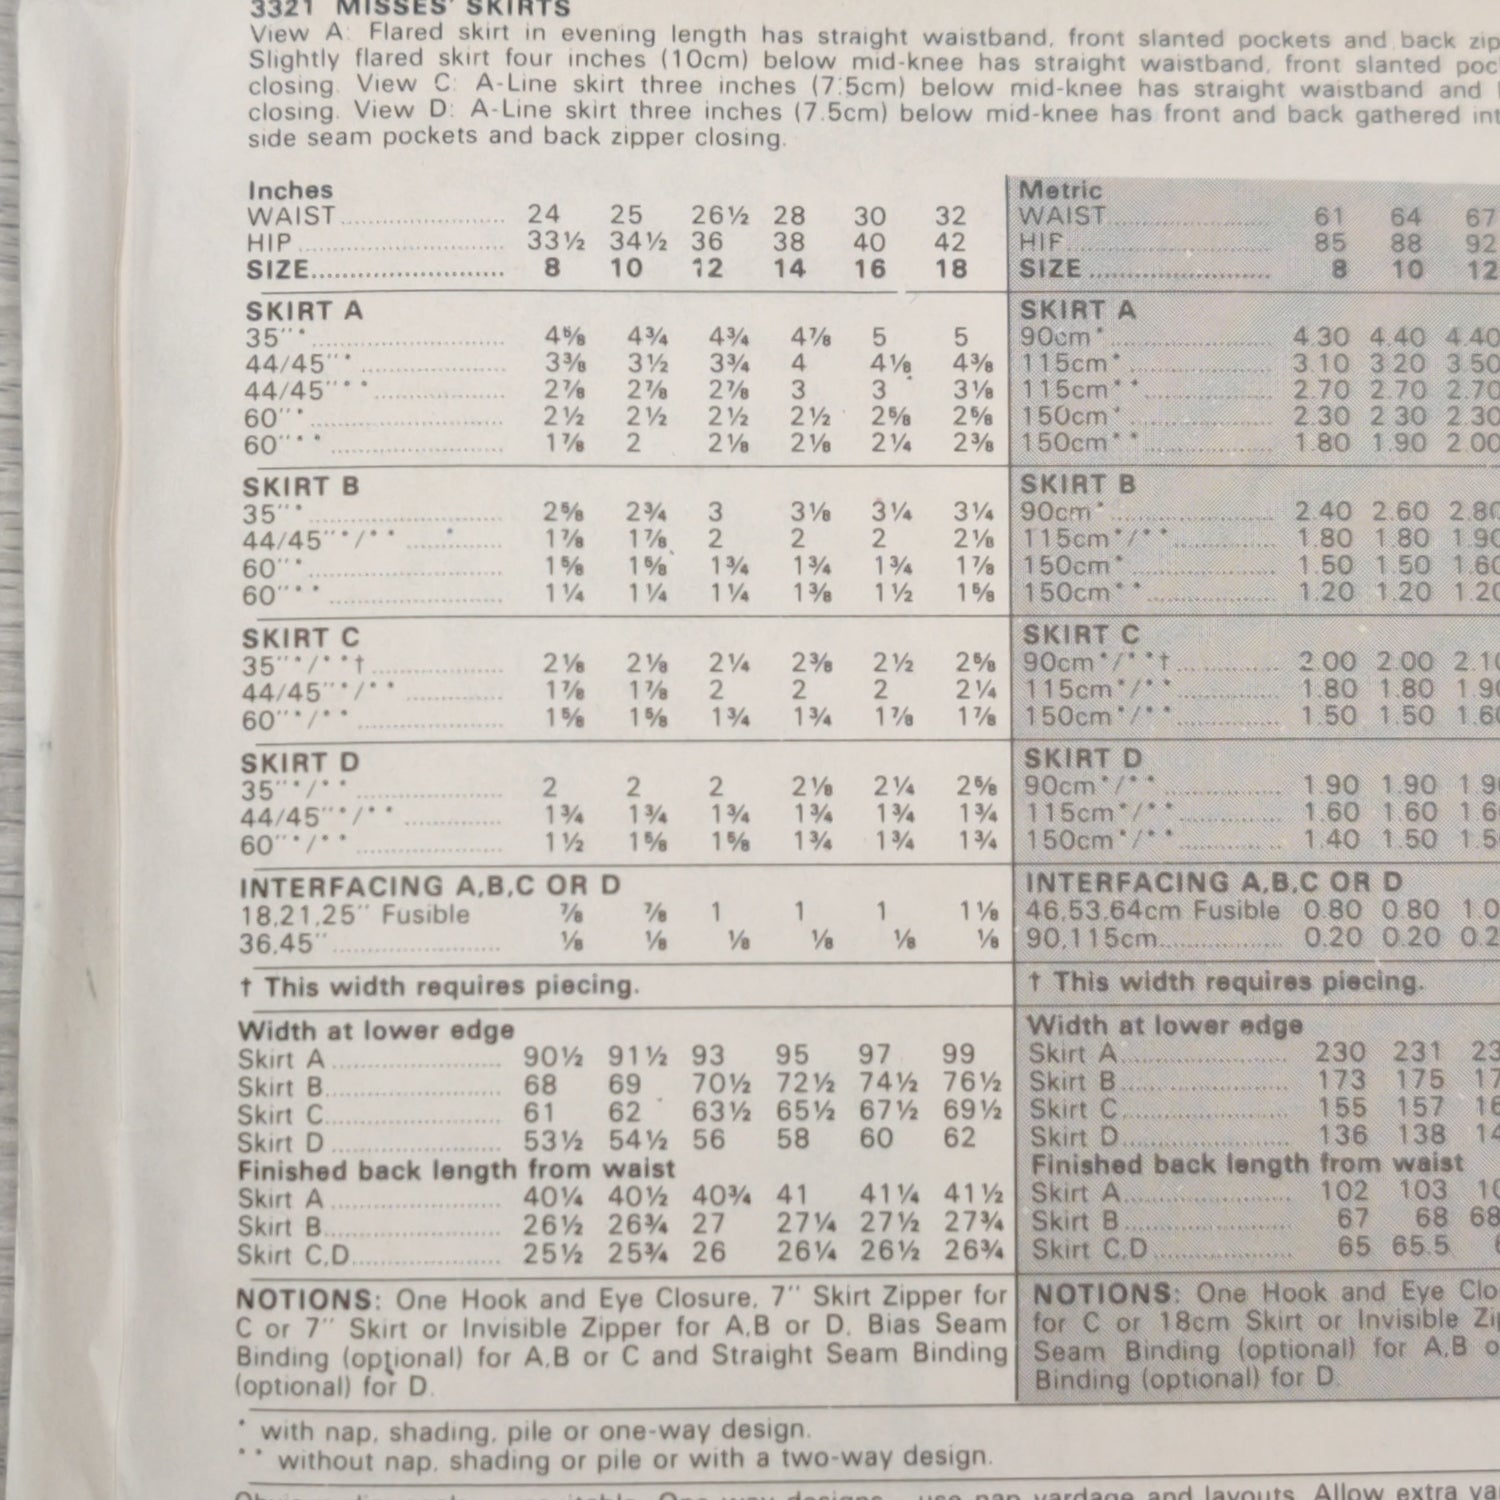 3321 MISSES' SKIRTS
View A: Flared skirt in evening length has straight waistband, front slanted pockets and back zip
Slightly flared skirt four inches (10cm) below mid-knee has straight waistband, front slanted poc
closing. View C: A-Line skirt three inches (7.5cm) below mid-knee has straight waistband and
closing. View D: A-Line skirt three inches (7.5cm) below mid-knee has front and back gathered int
side seam pockets and back zipper closing.
Inches
WAIST 24 25 26½ 28 30 32
HIP 33½ 34½ 36 38 40 42
SIZE 8 10 12 14 16 18
SKIRT A
35"* 4⅝ 4¾ 4¾ 4⅞ 5 5
44/45"* 3⅜ 3½ 3¾ 4 4⅛ 4⅜
44/45"** 2⅞ 2⅞ 2⅞ 3 3 3⅛
60"* 2½ 2½ 2½ 2½ 2⅝ 2⅝
60"** 1⅞ 2 2⅛ 2⅛ 2¼ 2⅜
SKIRT B
35"* 2⅝ 2¾ 3 3⅛ 3¼ 3¼
44/45"*/** 1⅞ 1⅞ 2 2 2 2⅛
60"* 1⅝ 1⅝ 1¾ 1¾ 1¾ 1⅞
60"** 1¼ 1¼ 1¼ 1⅜ 1½ 1⅝
SKIRT C
35"*/**† 2⅛ 2⅛ 2¼ 2⅜ 2½ 2⅝
44/45"*/** 1⅞ 1⅞ 2 2 2 2¼
60"*/** 1⅝ 1⅝ 1¾ 1¾ 1⅞ 1⅞
SKIRT D
35"*/** 2 2 2 2⅛ 2¼ 2⅝
44/45"*/** 1¾ 1¾ 1¾ 1¾ 1¾ 1¾
60"*/** 1½ 1⅝ 1⅝ 1¾ 1¾ 1¾
INTERFACING A,B,C OR D
18,21,25" Fusible ⅞ ⅞ 1 1 1 1⅛
36,45" ⅛ ⅛ ⅛ ⅛ ⅛ ⅛
† This width requires piecing.
Width at lower edge
Skirt A 90½ 91½ 93 95 97 99
Skirt B 68 69 70½ 72½ 74½ 76½
Skirt C 61 62 63½ 65½ 67½ 69½
Skirt D 53½ 54½ 56 58 60 62
Finished back length from waist
Skirt A 40¼ 40½ 40¾ 41 41¼ 41½
Skirt B 26½ 26¾ 27 27¼ 27½ 27¾
Skirt C,D 25½ 25¾ 26 26¼ 26½ 26¾
NOTIONS: One Hook and Eye Closure, 7" Skirt Zipper for
C or 7" Skirt or Invisible Zipper for A,B or D. Bias Seam
Binding (optional) for A,B or C and Straight Seam Binding
(optional) for D.
Metric
WAIST 61 64 67
HIP 85 88 92
SIZE 8 10 12
SKIRT A
90cm* 4.30 4.40 4.40
115cm* 3.10 3.20 3.50
115cm** 2.70 2.70 2.70
150cm* 2.30 2.30 2.30
150cm** 1.80 1.90 2.00
SKIRT B
90cm* 2.40 2.60 2.80
115cm*/** 1.80 1.80 1.90
150cm* 1.50 1.50 1.60
150cm** 1.20 1.20 1.20
SKIRT C
90cm*/**† 2.00 2.00 2.10
115cm*/** 1.80 1.80 1.90
150cm*/** 1.50 1.50 1.60
SKIRT D
90cm*/** 1.90 1.90 1.9
115cm*/** 1.60 1.60 1.6
150cm*/** 1.40 1.50 1.5
INTERFACING A,B,C OR D
46,53,64cm Fusible 0.80 0.80 1.0
90,115cm 0.20 0.20 0.2
† This width requires piecing.
Width at lower edge
Skirt A 230 231 23
Skirt B 173 175 17
Skirt C 155 157 16
Skirt D 136 138 14
Finished back length from waist
Skirt A 102 103 10
Skirt B 67 68 68
Skirt C,D 65 65.5
NOTIONS: One Hook and Eye Clo
for C or 18cm Skirt or Invisible Zip
Seam Binding (optional) for A,B o
Binding (optional) for D.
* with nap, shading, pile or one-way design.
** without nap, shading or pile or with a two-way design.